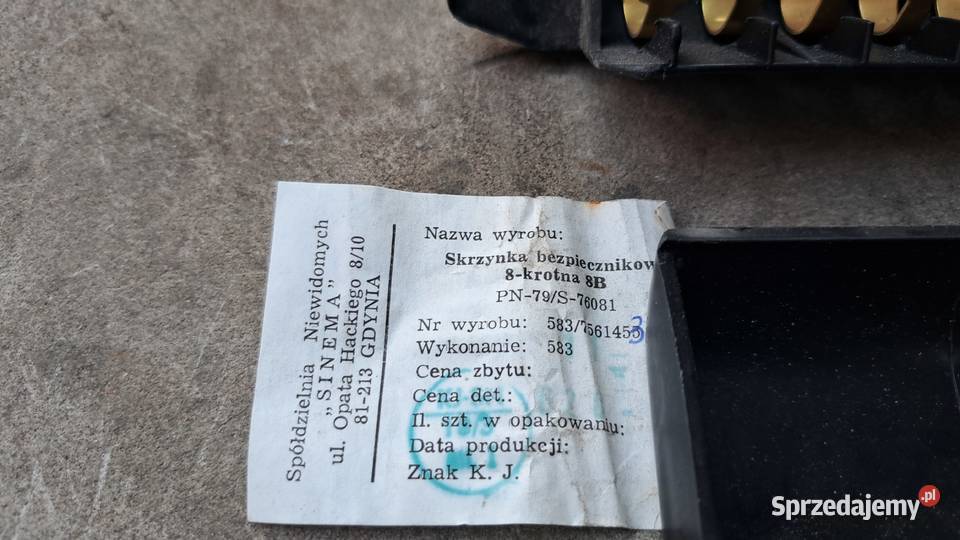 Spółdzielnia Niewidomych
„SINEMA”
ul. Opata Hackiego 8/10
81-213 GDYNIA
Nazwa wyrobu:
Skrzynka bezpiecznikow
8-krotna 8B
PN-79/S-76081
Nr wyrobu: 583/7561455 3
Wykonanie: 583
Cena zbytu:
Cena det.:
Il. szt. w opakowaniu:
Data produkcji:
Znak K. J.
Sprzedajemy.pl